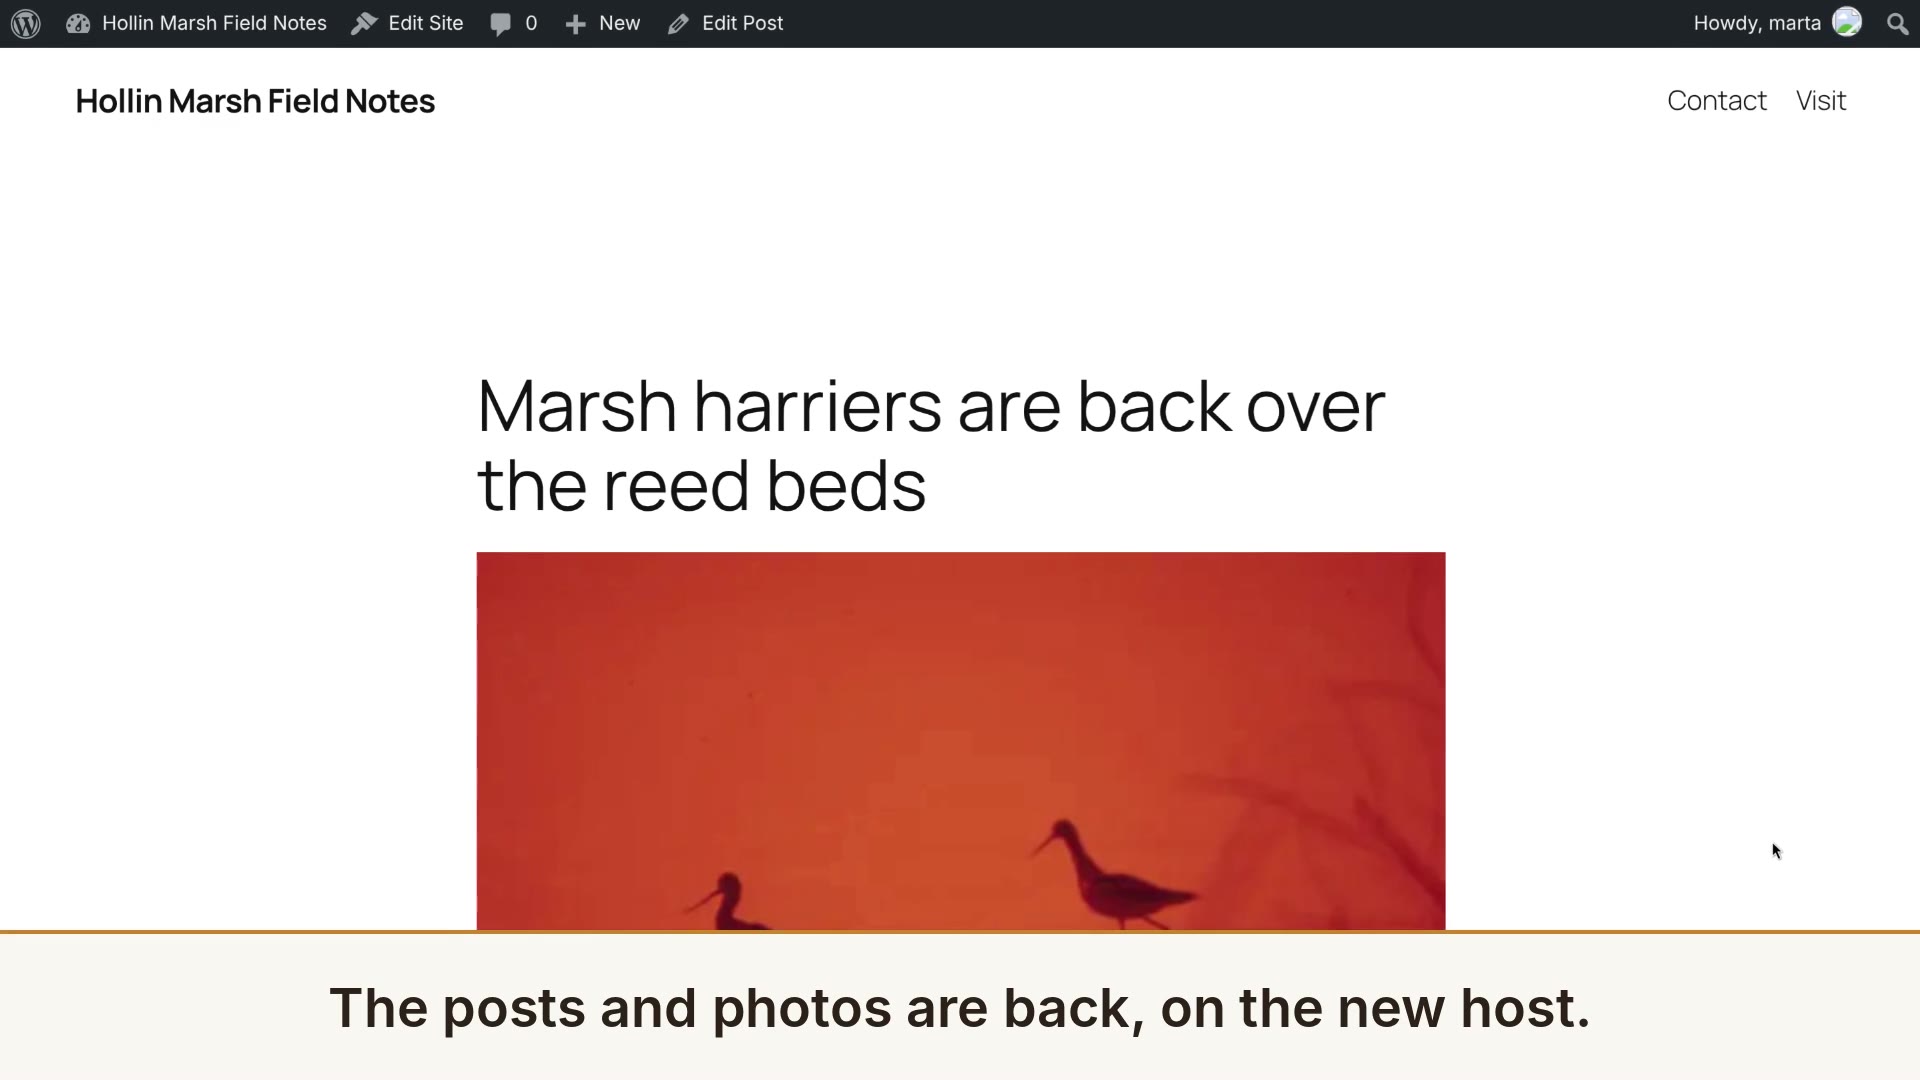 Hollin Marsh Field Notes Edit Site 0 New Edit Post Howdy, marta
Hollin Marsh Field Notes Contact Visit
Marsh harriers are back over
the reed beds
The posts and photos are back, on the new host.